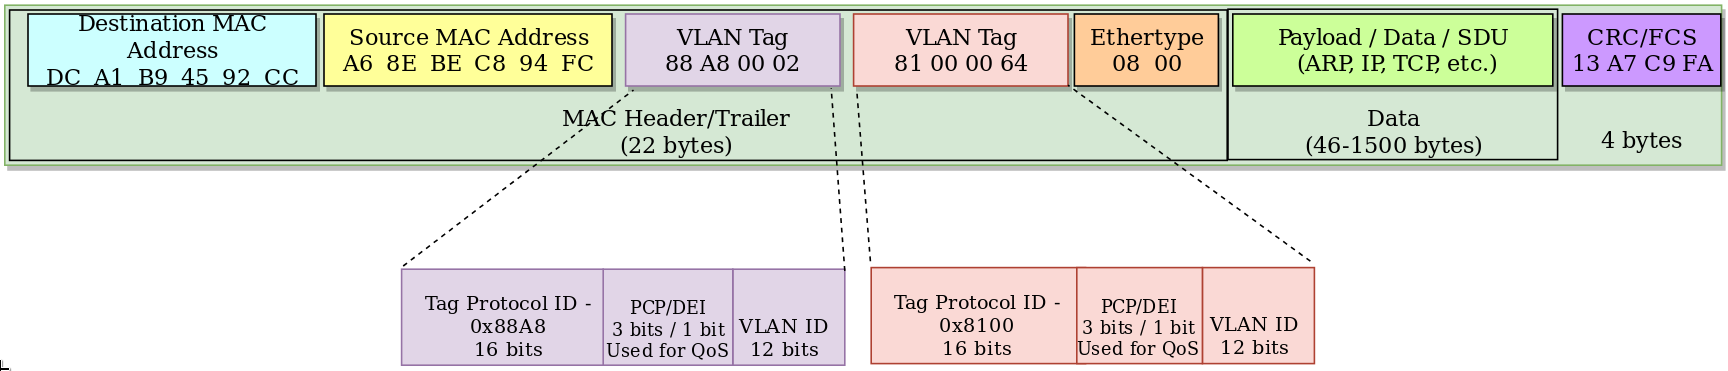 Destination MAC
Address
DC A1 B9 45 92 CC
Source MAC Address
A6 8E BE C8 94 FC
VLAN Tag
88 A8 00 02
VLAN Tag
81 00 00 64
Ethertype
08 00
Payload / Data / SDU
(ARP, IP, TCP, etc.)
CRC/FCS
13 A7 C9 FA
MAC Header/Trailer
(22 bytes)
Data
(46-1500 bytes)
4 bytes
Tag Protocol ID -
0x88A8
16 bits
PCP/DEI
3 bits / 1 bit
Used for QoS
VLAN ID
12 bits
Tag Protocol ID -
0x8100
16 bits
PCP/DEI
3 bits / 1 bit
Used for QoS
VLAN ID
12 bits